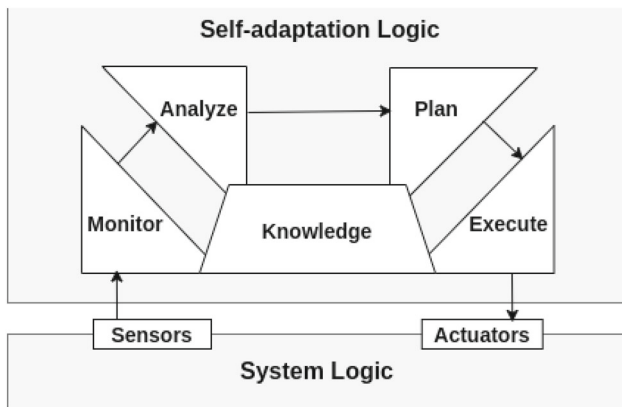 Self-adaptation Logic
Analyze
Plan
Monitor
Knowledge
Execute
Sensors
Actuators
System Logic